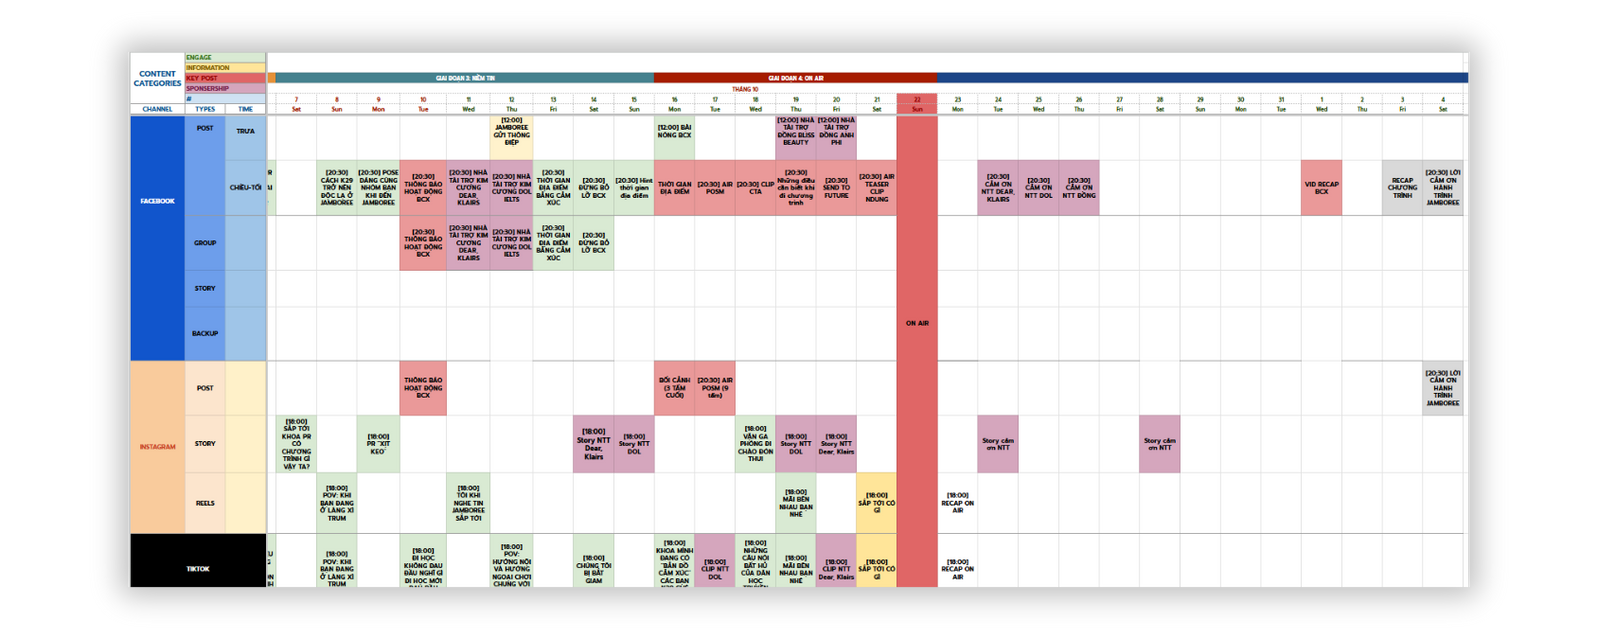 CONTENT CATEGORIES
ENGAGE
INFORMATION
KEY POST
SPONSERSHIP
#
GIAI ĐOẠN 3: NIỀM TIN
GIAI ĐOẠN 4: ON AIR
THÁNG 10
7 8 9 10 11 12 13 14 15 16 17 18 19 20 21 22 23 24 25 26 27 28 29 30 31 1 2 3 4
CHANNEL TYPES TIME Sat Sun Mon Tue Wed Thu Fri Sat Sun Mon Tue Wed Thu Fri Sat Sun Mon Tue Wed Thu Fri Sat Sun Mon Tue Wed Thu Fri Sat
FACEBOOK
POST
TRƯA
[12:00] JAMBOREE GỬI THÔNG ĐIỆP
[12:00] BÀI NÓNG BCX
[12:00] NHÀ TÀI TRỢ ĐỒNG BLISS BEAUTY
[12:00] NHÀ TÀI TRỢ ĐỒNG ANH PHI
CHIỀU-TỐI
[20:30] CÁCH K29 TRỞ NÊN ĐỘC LẠ Ở JAMBOREE
[20:30] POSE DÁNG CÙNG NHÓM BẠN KHI ĐẾN JAMBOREE
[20:30] THÔNG BÁO HOẠT ĐỘNG BCX
[20:30] NHÀ TÀI TRỢ KIM CƯƠNG DEAR, KLAIRS
[20:30] NHÀ TÀI TRỢ KIM CƯƠNG DOL IELTS
[20:30] THỜI GIAN ĐỊA ĐIỂM BẰNG CẢM XÚC
[20:30] ĐỪNG BỎ LỠ BCX
[20:30] Hint thời gian địa điểm
THỜI GIAN ĐỊA ĐIỂM
[20:30] AIR POSM
[20:30] CLIP CTA
[20:30] Những điều cần biết khi đi chương trình
[20:30] SEND TO FUTURE
[20:30] AIR TEASER CLIP NDUNG
[20:30] CẢM ƠN NTT DEAR, KLAIRS
[20:30] CẢM ƠN NTT DOL
[20:30] CẢM ƠN NTT ĐỒNG
VID RECAP BCX
RECAP CHƯƠNG TRÌNH
[20:30] LỜI CẢM ƠN HÀNH TRÌNH JAMBOREE
GROUP
[20:30] THÔNG BÁO HOẠT ĐỘNG BCX
[20:30] NHÀ TÀI TRỢ KIM CƯƠNG DEAR, KLAIRS
[20:30] NHÀ TÀI TRỢ KIM CƯƠNG DOL IELTS
[20:30] THỜI GIAN ĐỊA ĐIỂM BẰNG CẢM XÚC
[20:30] ĐỪNG BỎ LỠ BCX
STORY
BACKUP
ON AIR
INSTAGRAM
POST
THÔNG BÁO HOẠT ĐỘNG BCX
BỐI CẢNH (3 TẤM CUỐI)
[20:30] AIR POSM (9 tấm)
[20:30] LỜI CẢM ƠN HÀNH TRÌNH JAMBOREE
STORY
[18:00] SẮP TỚI KHOA PR CÓ CHƯƠNG TRÌNH GÌ VẬY TA?
[18:00] PR "XỊT KEO"
[18:00] Story NTT Dear, Klairs
[18:00] Story NTT DOL
[18:00] VĂN GA PHÒNG ĐI CHÀO ĐÓN THUI
[18:00] Story NTT DOL
[18:00] Story NTT Dear, Klairs
Story cảm ơn NTT
Story cảm ơn NTT
REELS
[18:00] POV: KHI BẠN ĐANG Ở LÀNG XÌ TRUM
[18:00] TÔI KHI NGHE TIN JAMBOREE SẮP TỚI
[18:00] MÃI BÊN NHAU BẠN NHÉ
[18:00] SẮP TỚI CÓ GÌ
[18:00] RECAP ON AIR
TIKTOK
[18:00] POV: KHI BẠN ĐANG Ở LÀNG XÌ TRUM
[18:00] ĐI HỌC KHÔNG ĐAU ĐẦU NGHĨ GÌ ĐI HỌC MỚI
[18:00] POV: HƯỚNG NỘI VÀ HƯỚNG NGOẠI CHƠI CHUNG VỚI
[18:00] CHÚNG TÔI BỊ BẮT GIAM
[18:00] KHOA MÌNH ĐANG CÓ "BẢN ĐỒ CẢM XÚC" CÁC BẠN
[18:00] CLIP NTT DOL
[18:00] NHỮNG CÂU NÓI BẤT HỦ CỦA DÂN HỌC
[18:00] MÃI BÊN NHAU BẠN NHÉ
[18:00] CLIP NTT Dear, Klairs
[18:00] SẮP TỚI CÓ GÌ
[18:00] RECAP ON AIR